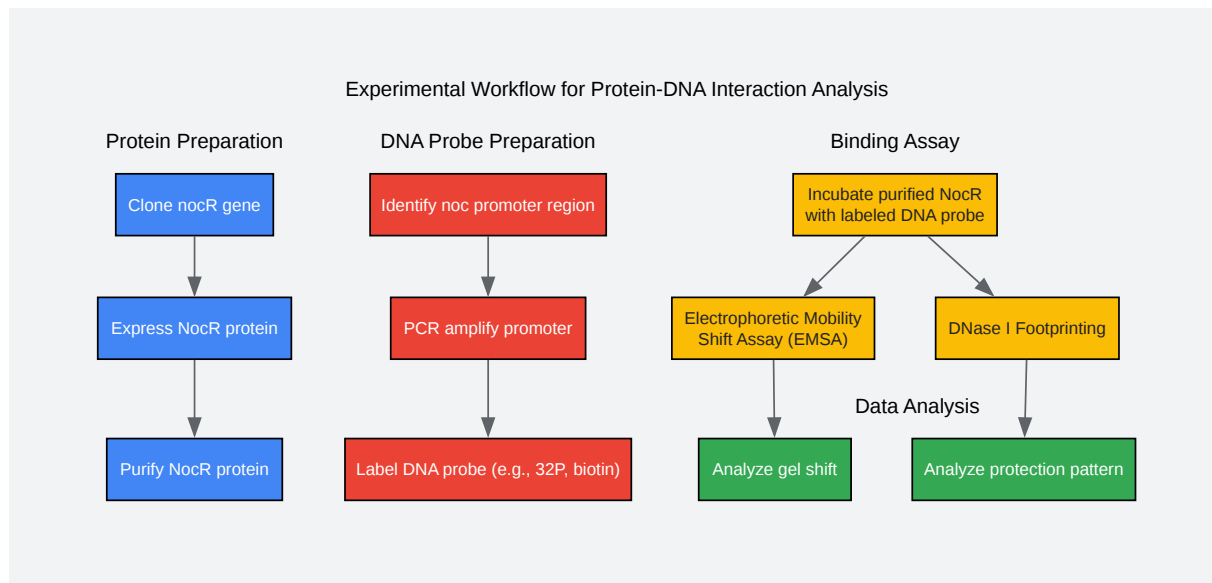 Experimental Workflow for Protein-DNA Interaction Analysis
Protein Preparation
Clone nocR gene
Express NocR protein
Purify NocR protein
DNA Probe Preparation
Identify noc promoter region
PCR amplify promoter
Label DNA probe (e.g., 32P, biotin)
Binding Assay
Incubate purified NocR
with labeled DNA probe
Electrophoretic Mobility
Shift Assay (EMSA)
DNase I Footprinting
Data Analysis
Analyze gel shift
Analyze protection pattern